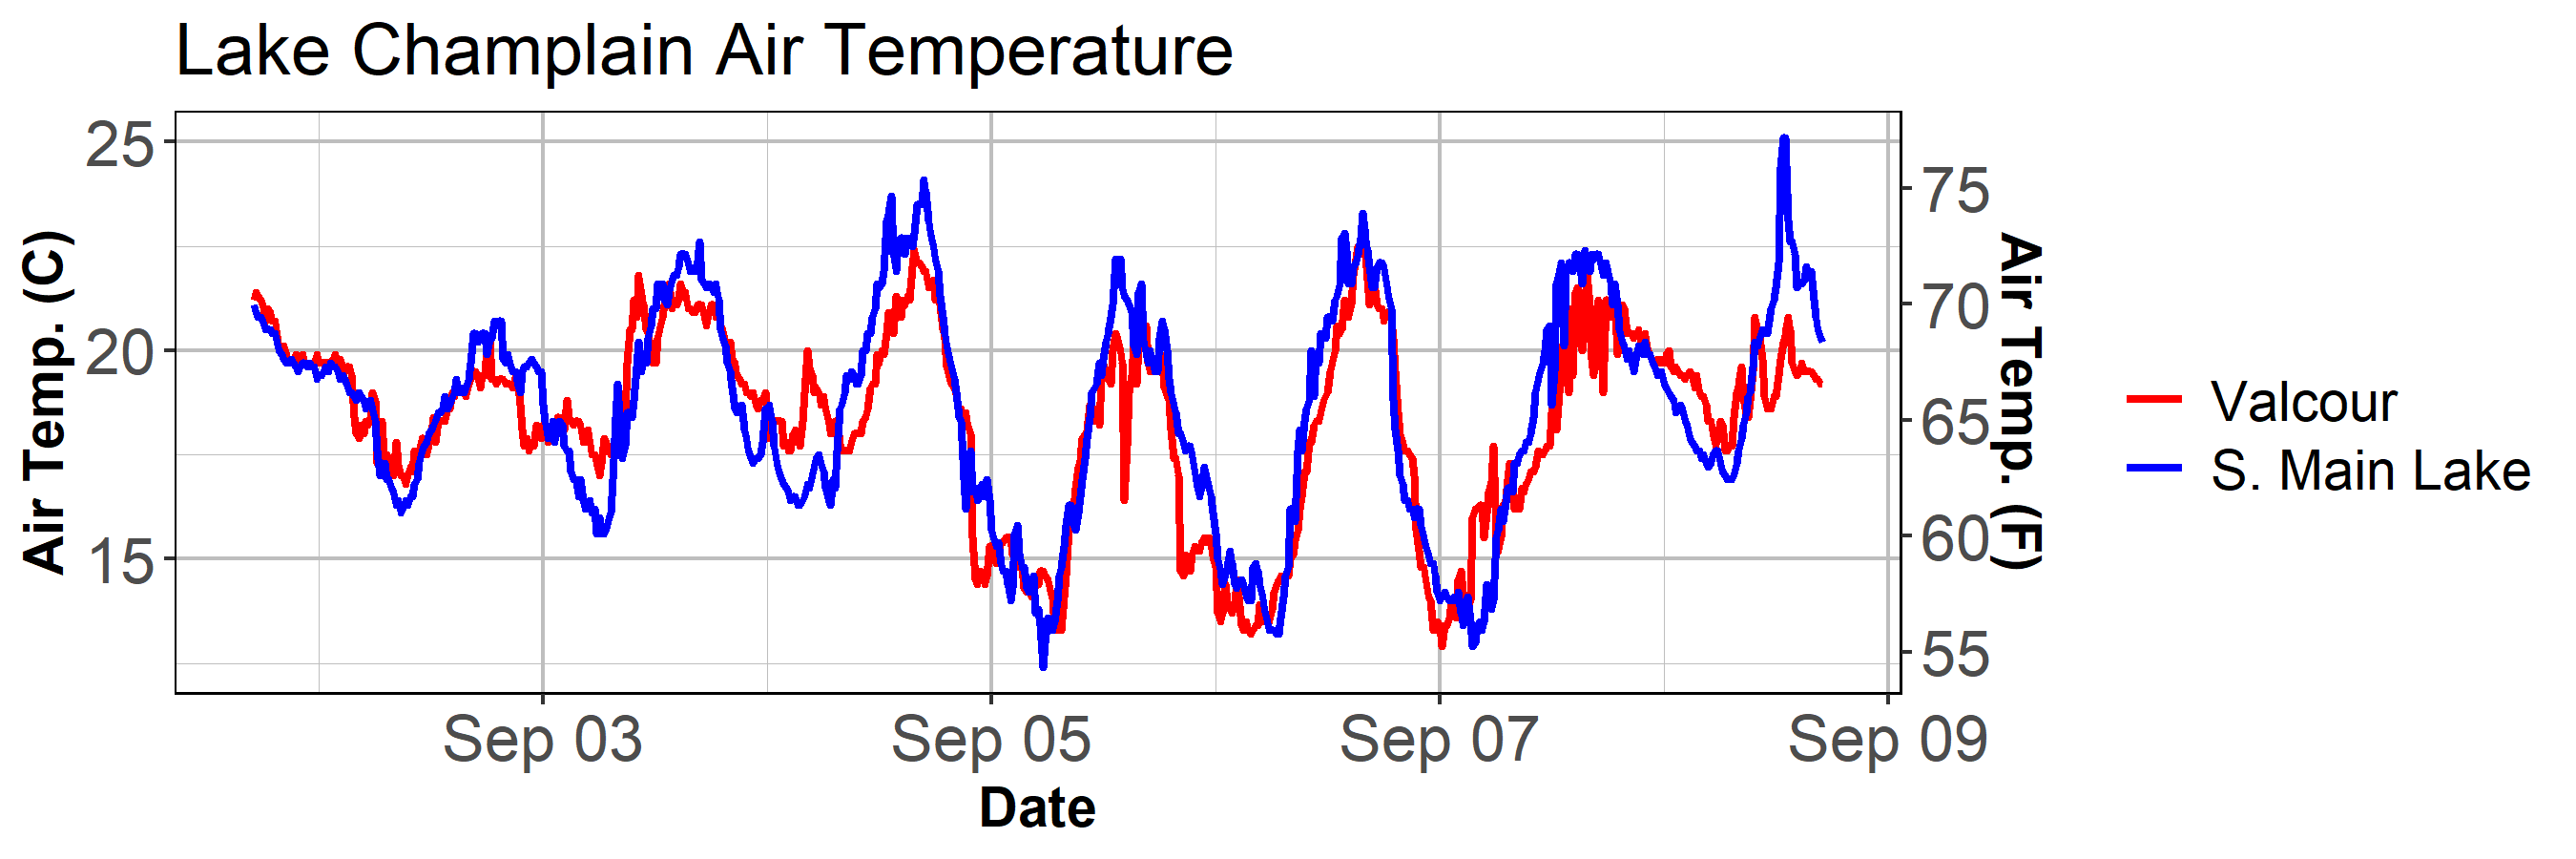 Lake Champlain Air Temperature
Air Temp. (C)
25
20
15
75
70
65
60
55
Air Temp. (F)
Sep 03 Sep 05 Sep 07 Sep 09
Date
Valcour
S. Main Lake